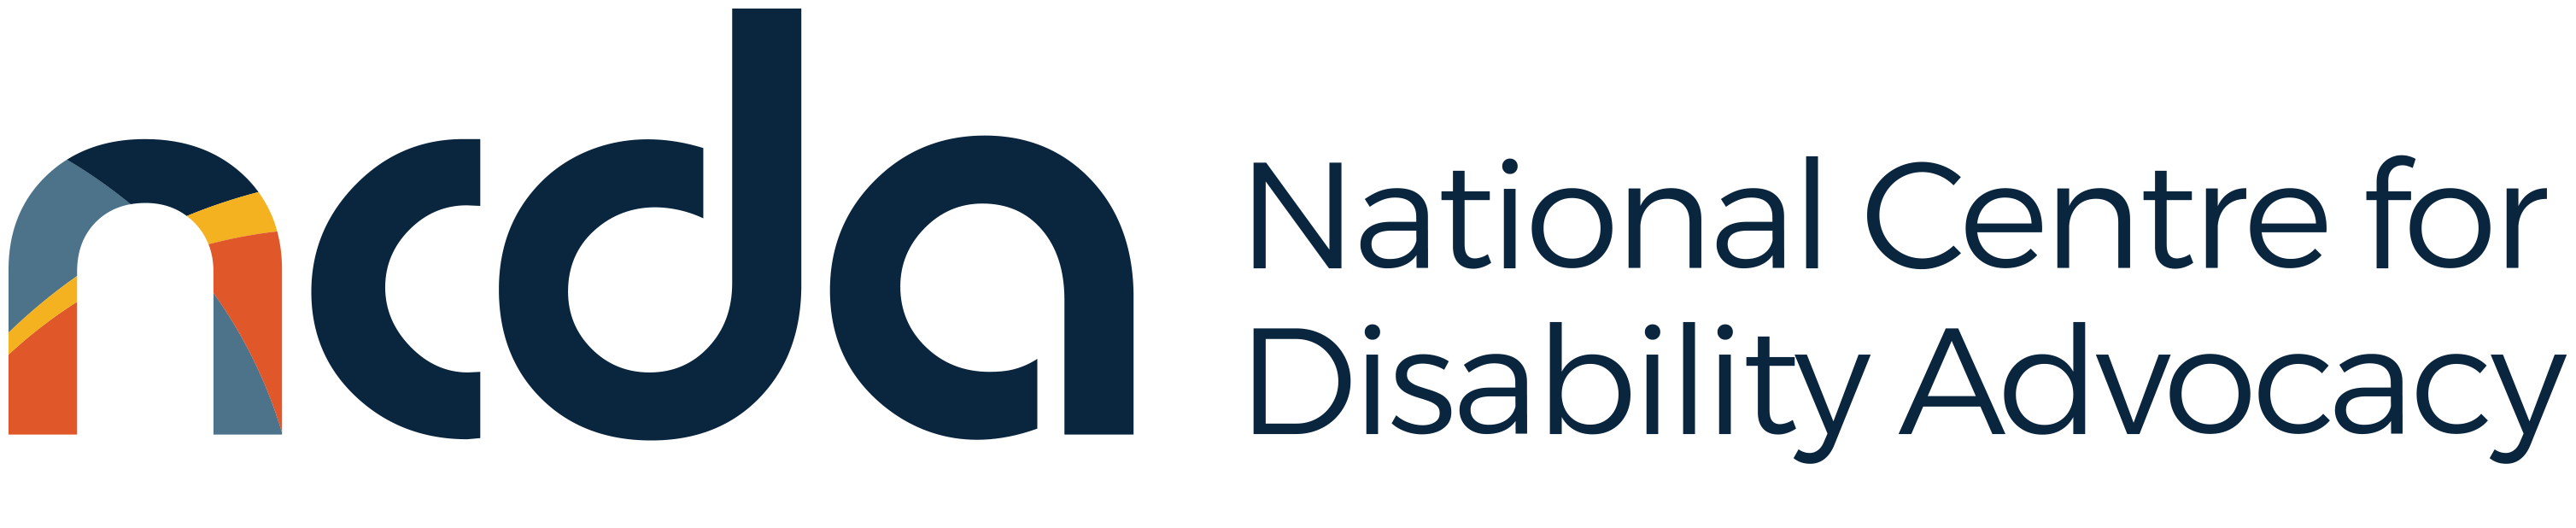 ncda
National Centre for
Disability Advocacy